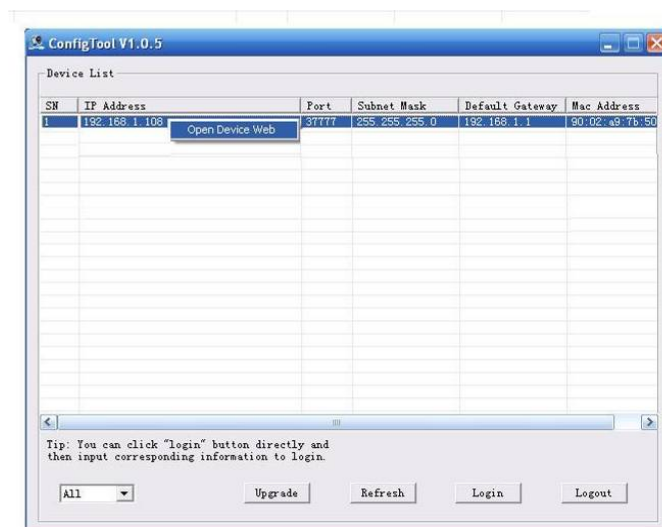 ConfigTool V1.0.5
Device List
SN IP Address Port Subnet Mask Default Gateway Mac Address
1 192.168.1.108 Open Device Web 37777 255.255.255.0 192.168.1.1 90:02:a9:7b:50
Tip: You can click "login" button directly and
then input corresponding information to login.
All Upgrade Refresh Login Logout